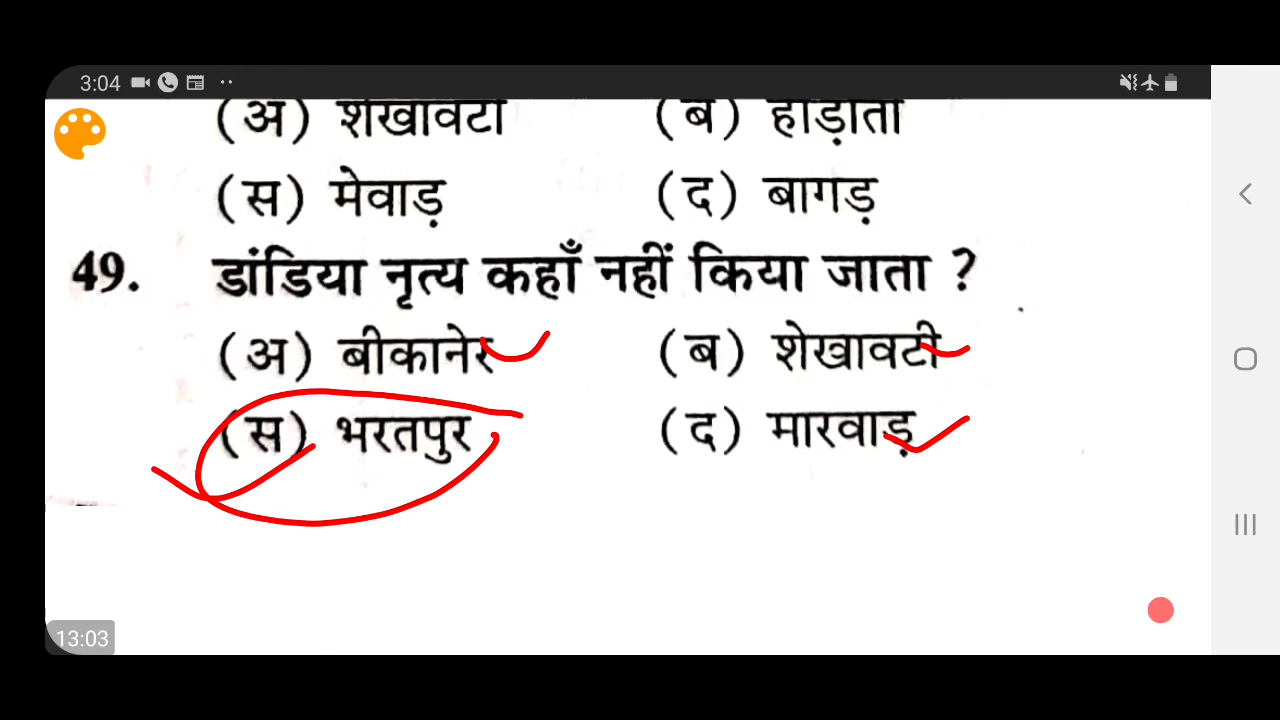 3:04
(अ) शेखावटी (ब) हाड़ोती
(स) मेवाड़ (द) बागड़
49. डांडिया नृत्य कहाँ नहीं किया जाता ?
(अ) बीकानेर (ब) शेखावटी
(स) भरतपुर (द) मारवाड़
13:03